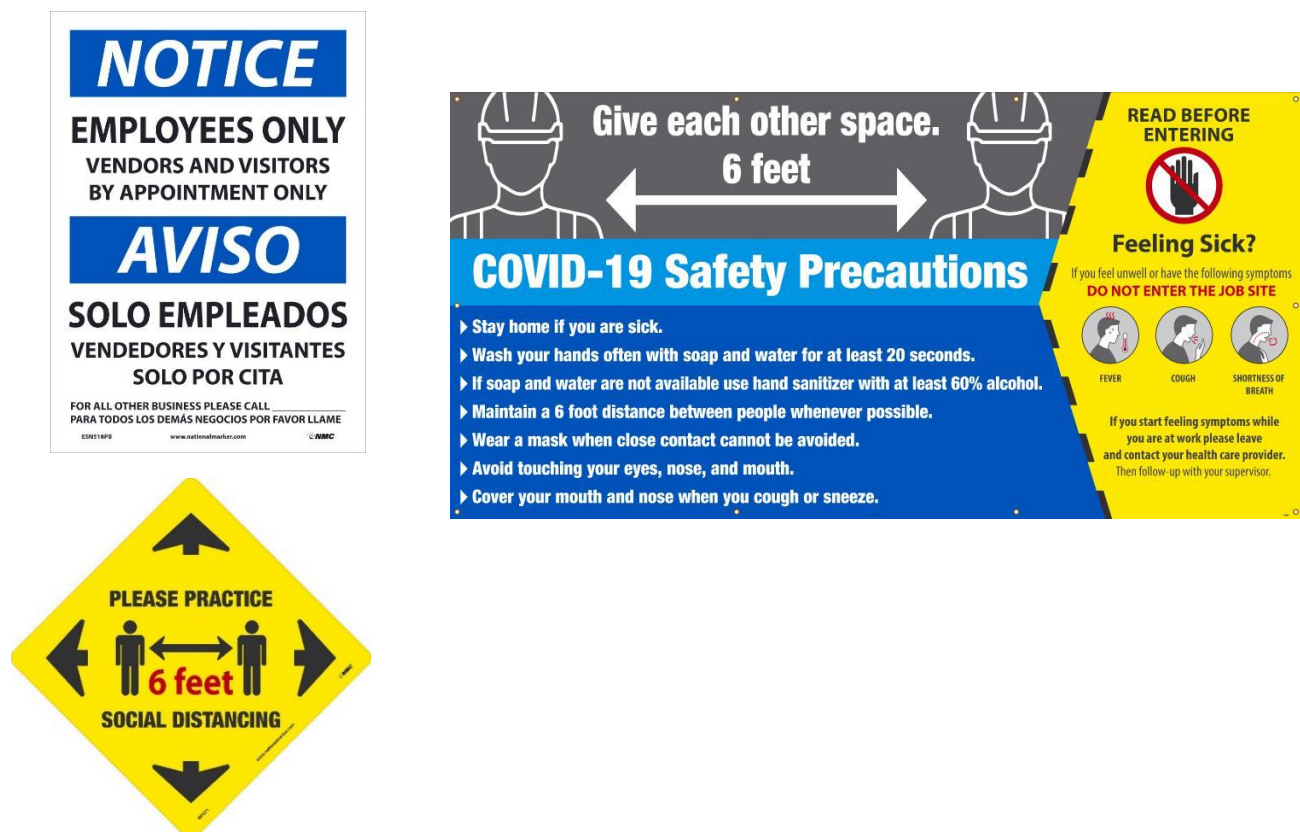 NOTICE
EMPLOYEES ONLY
VENDORS AND VISITORS
BY APPOINTMENT ONLY
AVISO
SOLO EMPLEADOS
VENDEDORES Y VISITANTES
SOLO POR CITA
FOR ALL OTHER BUSINESS PLEASE CALL
PARA TODOS LOS DEMÁS NEGOCIOS POR FAVOR LLAME
ESN518PB www.nationalmarker.com NMC
Give each other space.
6 feet
COVID-19 Safety Precautions
Stay home if you are sick.
Wash your hands often with soap and water for at least 20 seconds.
If soap and water are not available use hand sanitizer with at least 60% alcohol.
Maintain a 6 foot distance between people whenever possible.
Wear a mask when close contact cannot be avoided.
Avoid touching your eyes, nose, and mouth.
Cover your mouth and nose when you cough or sneeze.
READ BEFORE
ENTERING
Feeling Sick?
If you feel unwell or have the following symptoms
DO NOT ENTER THE JOB SITE
FEVER
COUGH
SHORTNESS OF
BREATH
If you start feeling symptoms while
you are at work please leave
and contact your health care provider.
Then follow-up with your supervisor.
PLEASE PRACTICE
6 feet
SOCIAL DISTANCING
NMC
www.nationalmarker.com